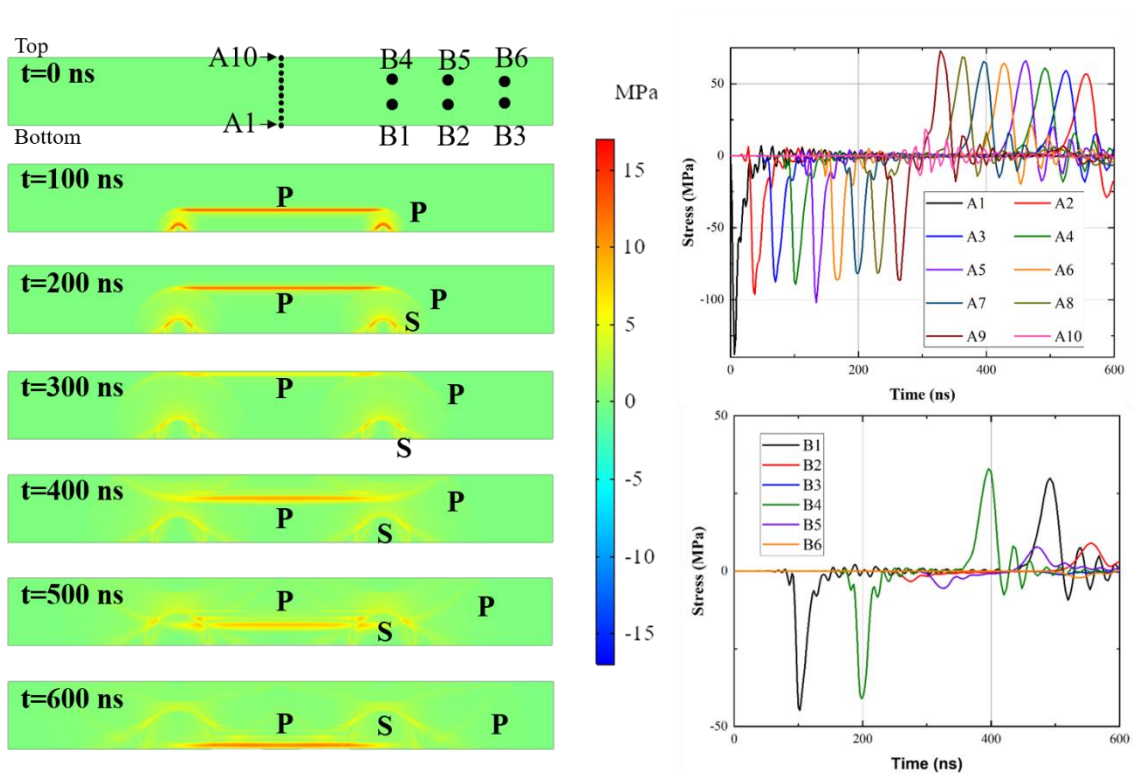 Top
t=0 ns
A10
B4 B5 B6
A1
B1 B2 B3
Bottom
t=100 ns
P
P
t=200 ns
P
P
S
t=300 ns
P
P
S
t=400 ns
P
P
S
t=500 ns
P
P
S
t=600 ns
P
S
P
MPa
15
10
5
0
-5
-10
-15
50
0
-50
-100
Stress (MPa)
A1 A2
A3 A4
A5 A6
A7 A8
A9 A10
0 200 400 600
Time (ns)
50
0
-50
Stress (MPa)
B1
B2
B3
B4
B5
B6
0 200 400 600
Time (ns)